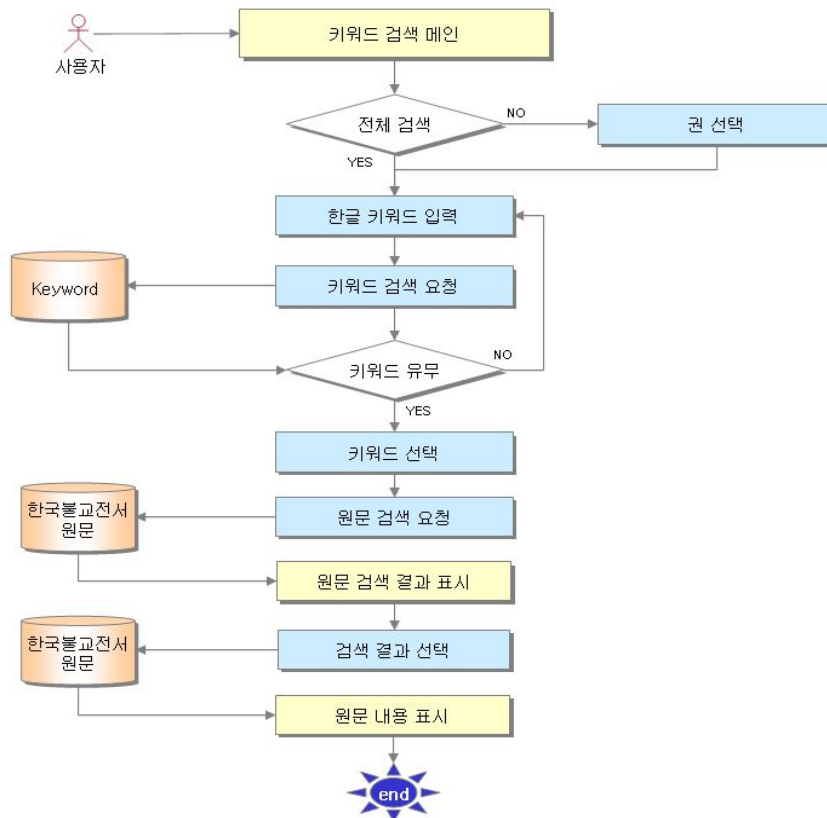 키워드 검색 메인
사용자
전체 검색
NO
권 선택
YES
한글 키워드 입력
Keyword
키워드 검색 요청
NO
키워드 유무
YES
키워드 선택
한국불교전서
원문
원문 검색 요청
원문 검색 결과 표시
한국불교전서
원문
검색 결과 선택
원문 내용 표시
end